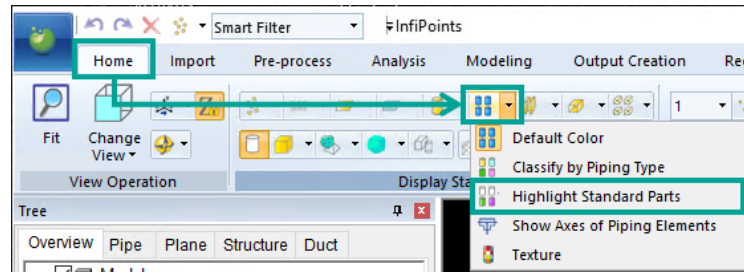 Smart Filter
InfiPoints
Home Import Pre-process Analysis Modeling Output Creation Re
Z
1
Fit Change View
View Operation
Display Sta
Default Color
Classify by Piping Type
Highlight Standard Parts
Show Axes of Piping Elements
Texture
Tree
Overview Pipe Plane Structure Duct